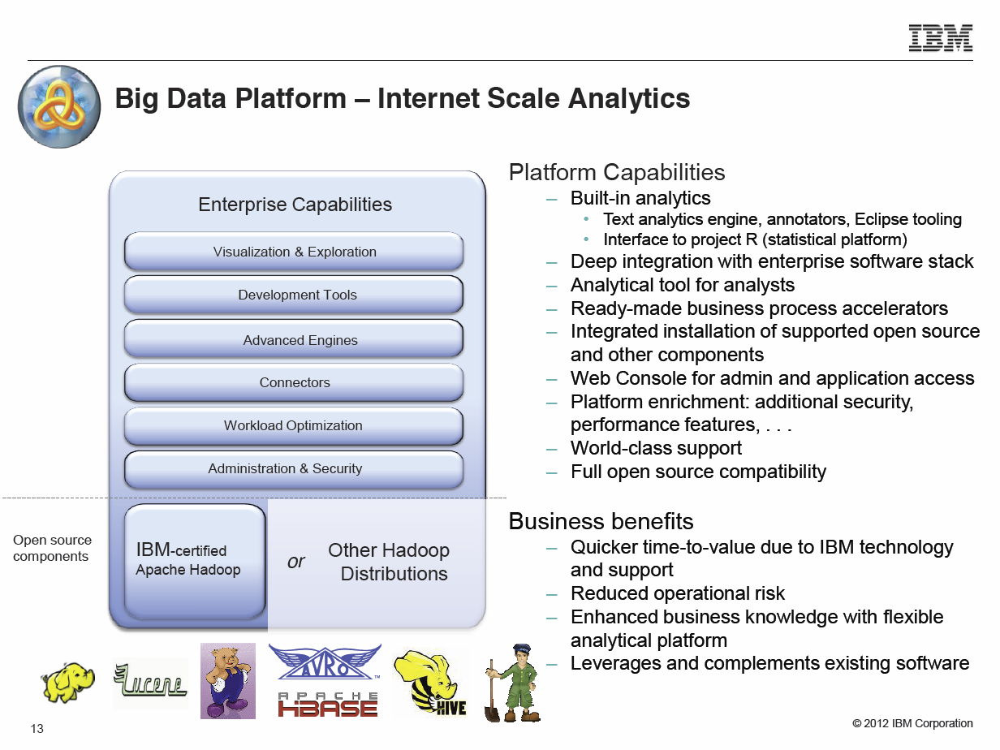 IBM
Big Data Platform – Internet Scale Analytics
Enterprise Capabilities
Visualization & Exploration
Development Tools
Advanced Engines
Connectors
Workload Optimization
Administration & Security
Open source
components
IBM-certified
Apache Hadoop
or
Other Hadoop
Distributions
Platform Capabilities
– Built-in analytics
• Text analytics engine, annotators, Eclipse tooling
• Interface to project R (statistical platform)
– Deep integration with enterprise software stack
– Analytical tool for analysts
– Ready-made business process accelerators
– Integrated installation of supported open source
and other components
– Web Console for admin and application access
– Platform enrichment: additional security,
performance features, . . .
– World-class support
– Full open source compatibility
Business benefits
– Quicker time-to-value due to IBM technology
and support
– Reduced operational risk
– Enhanced business knowledge with flexible
analytical platform
– Leverages and complements existing software
Lucene
AVRO™
APACHE
HBASE
HIVE
13
© 2012 IBM Corporation